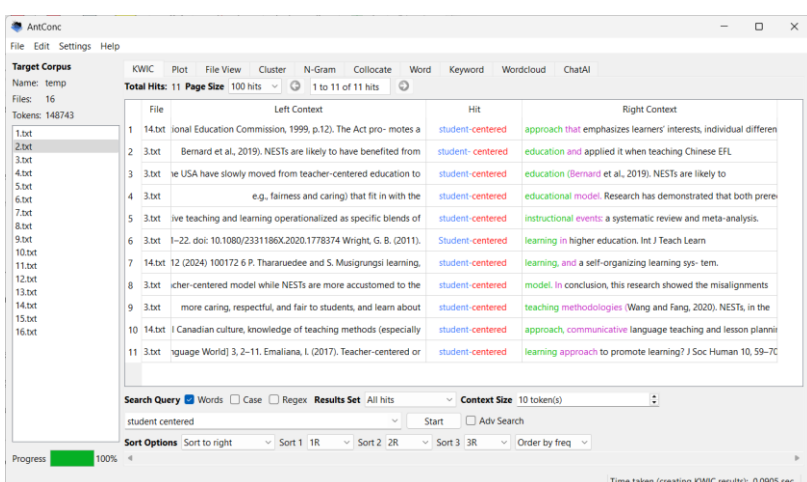 AntConc
File Edit Settings Help
Target Corpus
Name: temp
Files: 16
Tokens: 148743
1.txt
2.txt
3.txt
4.txt
5.txt
6.txt
7.txt
8.txt
9.txt
10.txt
11.txt
12.txt
13.txt
14.txt
15.txt
16.txt
Progress 100%
KWIC Plot File View Cluster N-Gram Collocate Word Keyword Wordcloud ChatAI
Total Hits: 11 Page Size 100 hits 1 to 11 of 11 hits
File Left Context Hit Right Context
1 14.txt ional Education Commission, 1999, p.12). The Act pro- motes a student-centered approach that emphasizes learners' interests, individual differen
2 3.txt Bernard et al., 2019). NESTs are likely to have benefited from student- centered education and applied it when teaching Chinese EFL
3 3.txt he USA have slowly moved from teacher-centered education to student-centered education (Bernard et al., 2019). NESTs are likely to
4 3.txt e.g., fairness and caring) that fit in with the student-centered educational model. Research has demonstrated that both prere
5 3.txt ive teaching and learning operationalized as specific blends of student-centered instructional events: a systematic review and meta-analysis.
6 3.txt 1–22. doi: 10.1080/2331186X.2020.1778374 Wright, G. B. (2011). Student-centered learning in higher education. Int J Teach Learn
7 14.txt 12 (2024) 100172 6 P. Thararuedee and S. Musigrungsi learning, student-centered learning, and a self-organizing learning sys- tem.
8 3.txt cher-centered model while NESTs are more accustomed to the student-centered model. In conclusion, this research showed the misalignments
9 3.txt more caring, respectful, and fair to students, and learn about student-centered teaching methodologies (Wang and Fang, 2020). NESTs, in the
10 14.txt l Canadian culture, knowledge of teaching methods (especially student-centered approach, communicative language teaching and lesson plannin
11 3.txt nguage World] 3, 2–11. Emaliana, I. (2017). Teacher-centered or student-centered learning approach to promote learning? J Soc Human 10, 59–70
Search Query Words Case Regex Results Set All hits Context Size 10 token(s)
student centered Start Adv Search
Sort Options Sort to right Sort 1 1R Sort 2 2R Sort 3 3R Order by freq
Time taken (creating KWIC results): 0.0905 sec